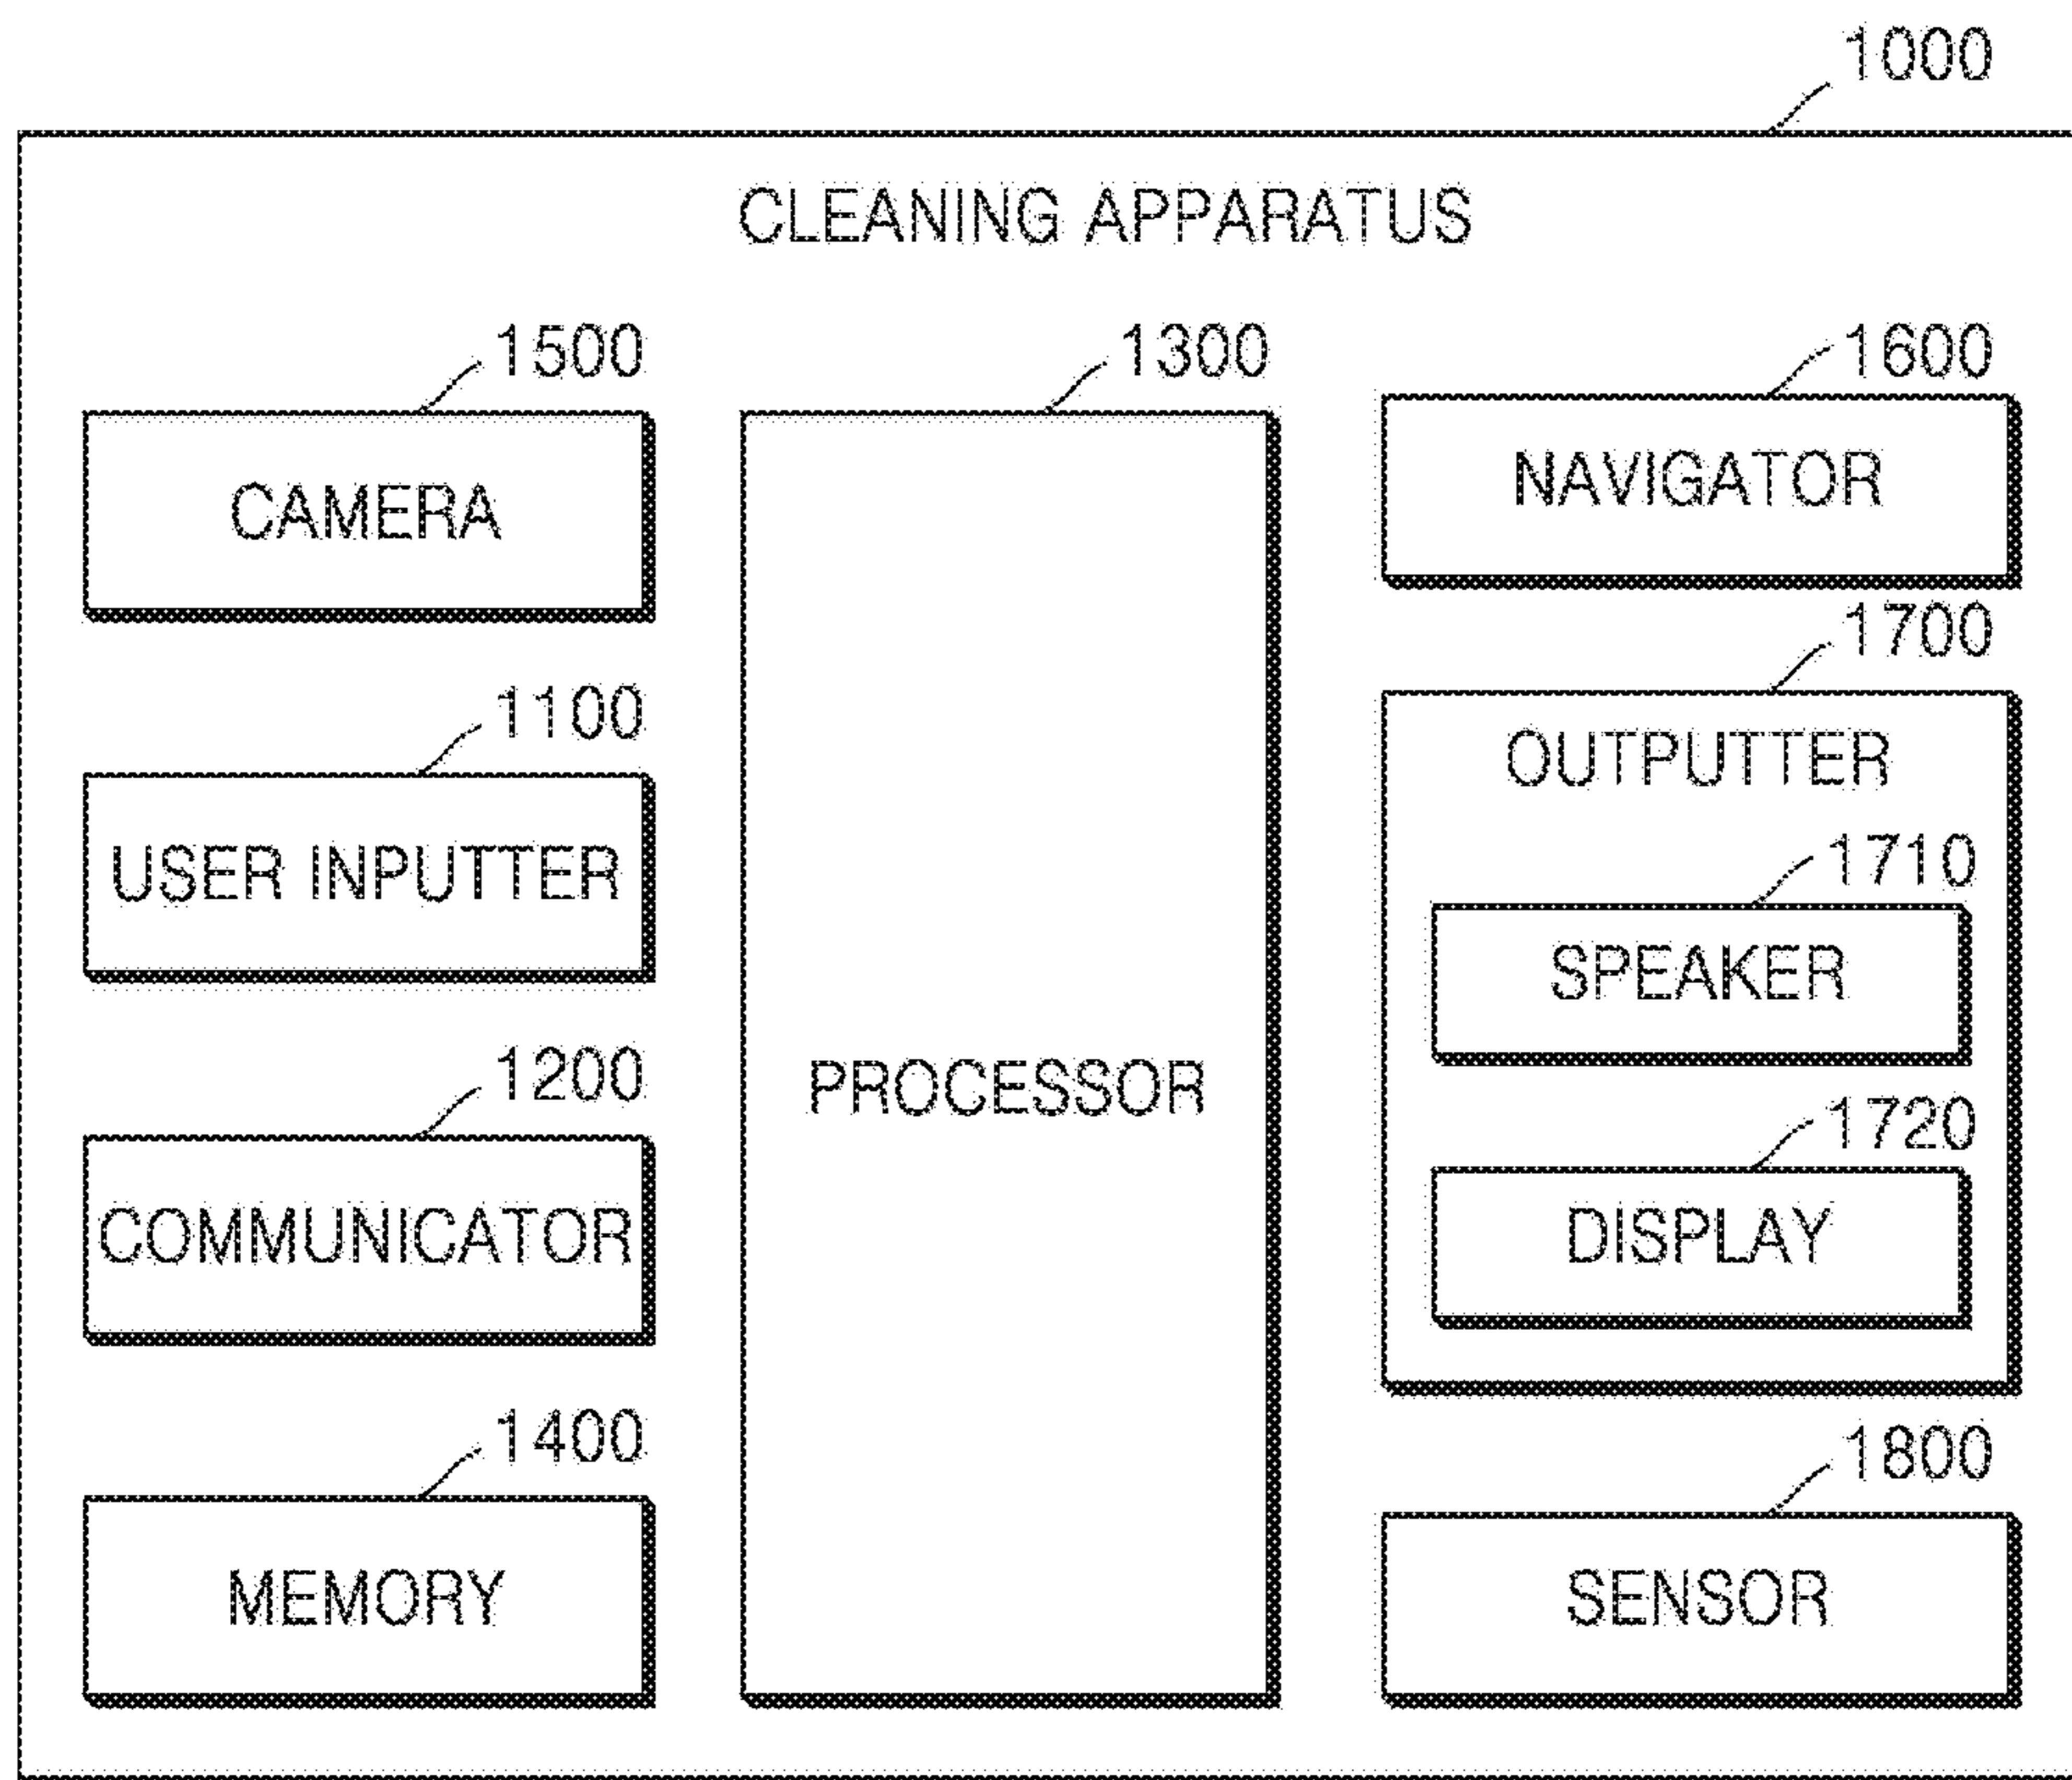 1000
CLEANING APPARATUS
1500
CAMERA
1100
USER INPUTTER
1200
COMMUNICATOR
1400
MEMORY
1300
PROCESSOR
1600
NAVIGATOR
1700
OUTPUTTER
1710
SPEAKER
1720
DISPLAY
1800
SENSOR